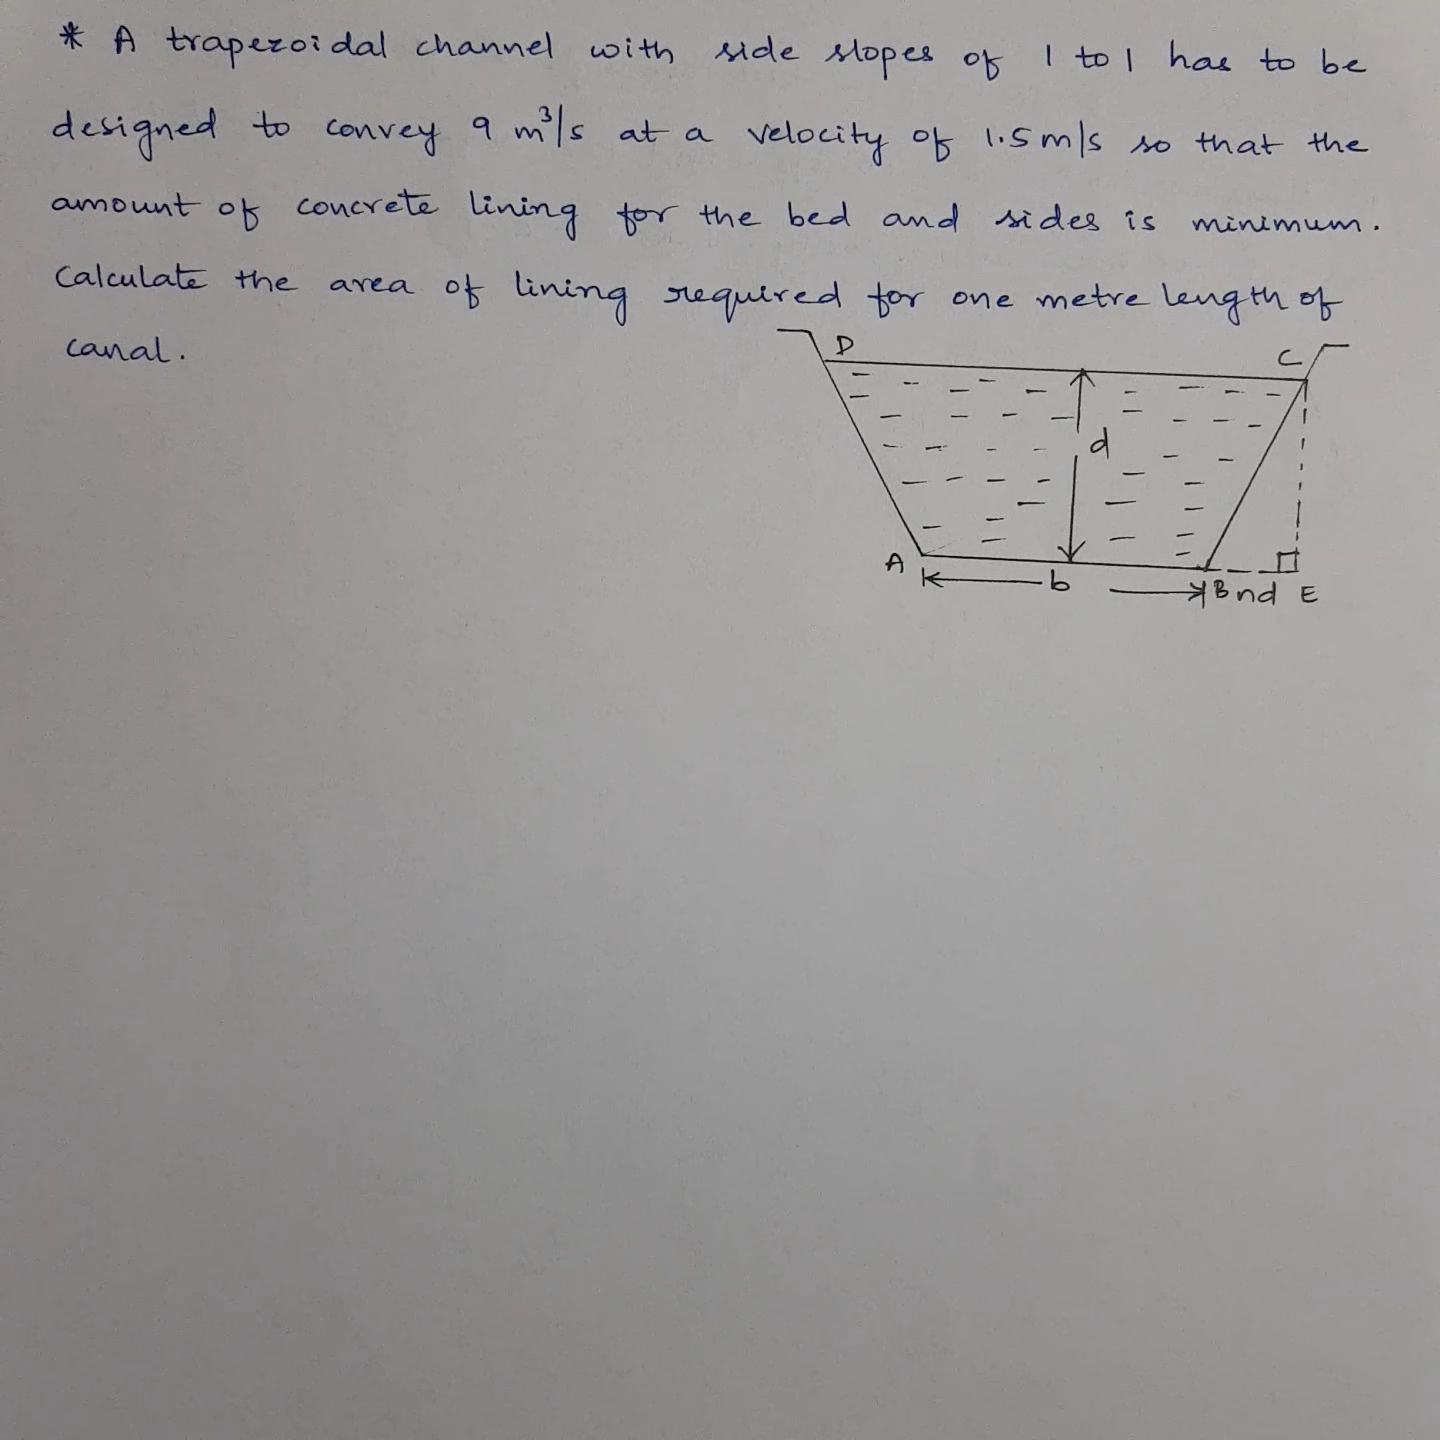 * A trapezoidal channel with side slopes of 1 to 1 has to be
designed to convey 9 m³/s at a velocity of 1.5 m/s so that the
amount of concrete lining for the bed and sides is minimum.
Calculate the area of lining required for one metre length of
canal.
D
C
d
A
b
B nd E